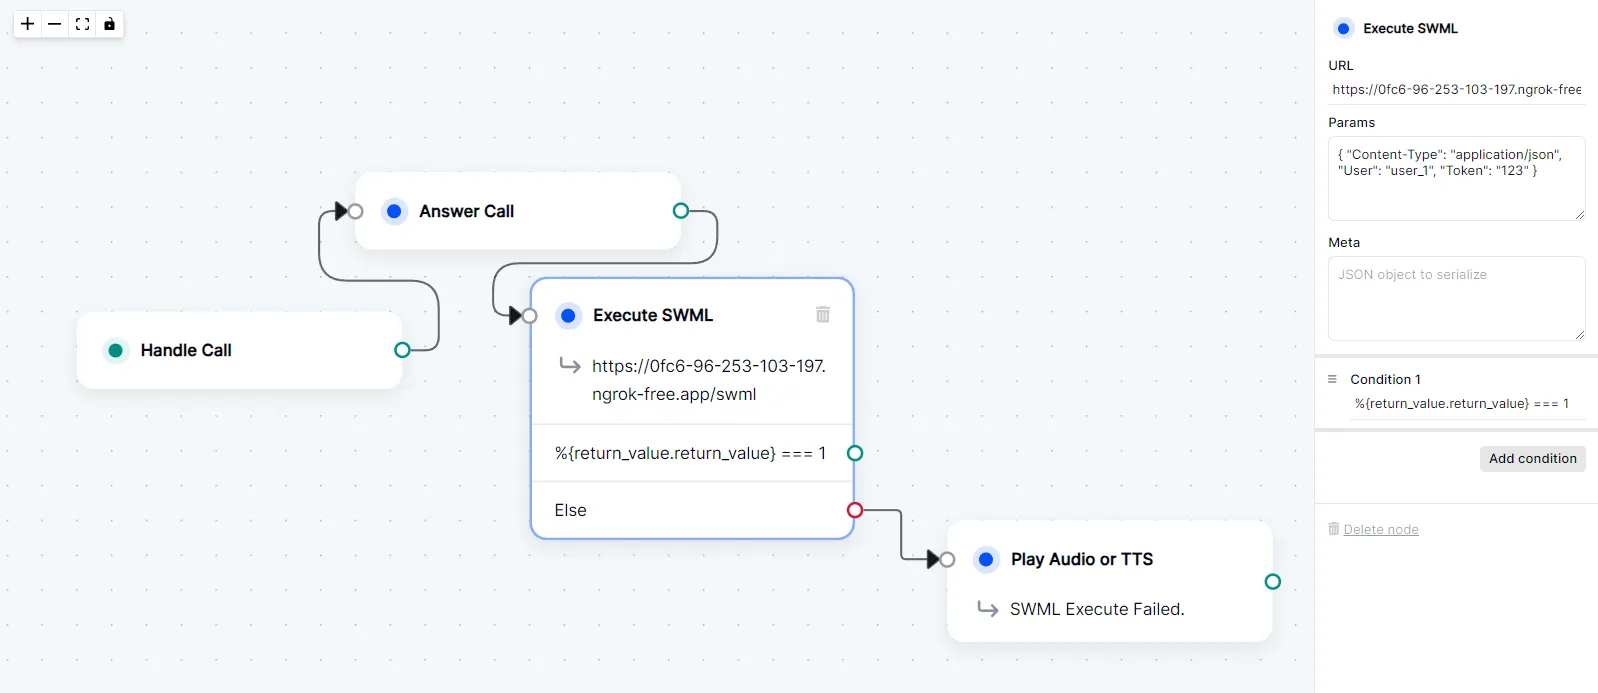 Answer Call
Handle Call
Execute SWML
https://0fc6-96-253-103-197.
ngrok-free.app/swml
%{return_value.return_value} === 1
Else
Play Audio or TTS
SWML Execute Failed.
Execute SWML
URL
https://0fc6-96-253-103-197.ngrok-free
Params
{ "Content-Type": "application/json",
"User": "user_1", "Token": "123" }
Meta
JSON object to serialize
Condition 1
%{return_value.return_value} === 1
Add condition
Delete node